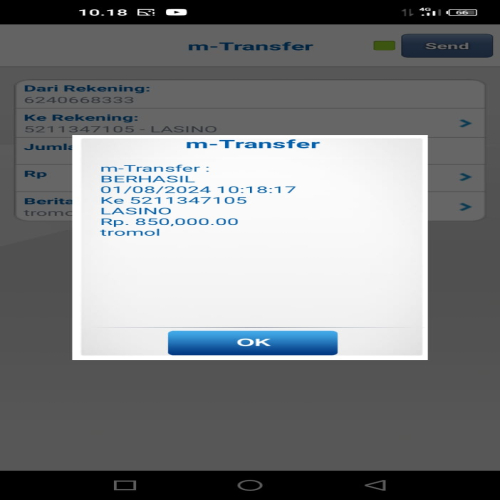 10.18
4G
66
m-Transfer
Send
Dari Rekening:
6240668333
Ke Rekening:
5211347105 - LASINO
Jumla
Rp
Berita
tromol
m-Transfer
m-Transfer :
BERHASIL
01/08/2024 10:18:17
Ke 5211347105
LASINO
Rp. 850,000.00
tromol
OK